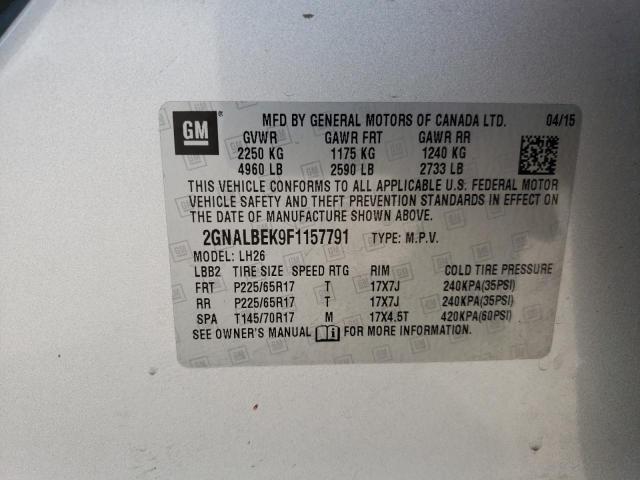 GM ® MFD BY GENERAL MOTORS OF CANADA LTD. 04/15
GVWR GAWR FRT GAWR RR
2250 KG 1175 KG 1240 KG
4960 LB 2590 LB 2733 LB
THIS VEHICLE CONFORMS TO ALL APPLICABLE U.S. FEDERAL MOTOR
VEHICLE SAFETY AND THEFT PREVENTION STANDARDS IN EFFECT ON
THE DATE OF MANUFACTURE SHOWN ABOVE.
2GNALBEK9F1157791 TYPE: M.P.V.
MODEL: LH26
LBB2 TIRE SIZE SPEED RTG RIM COLD TIRE PRESSURE
FRT P225/65R17 T 17X7J 240KPA(35PSI)
RR P225/65R17 T 17X7J 240KPA(35PSI)
SPA T145/70R17 M 17X4.5T 420KPA(60PSI)
SEE OWNER'S MANUAL FOR MORE INFORMATION.